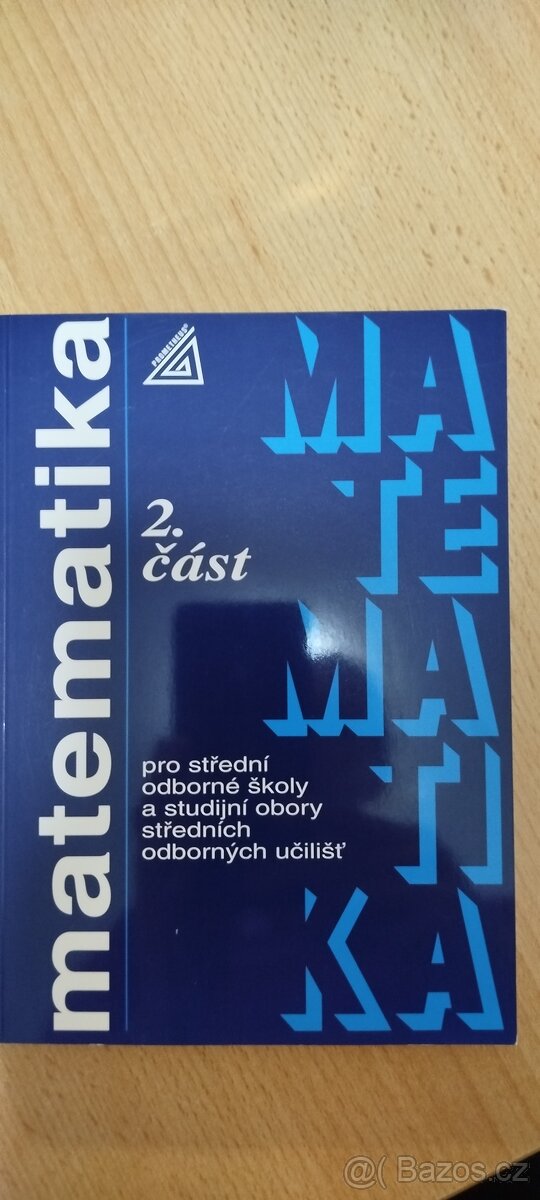 matematika
PROMETHEUS®
2.
část
pro střední
odborné školy
a studijní obory
středních
odborných učilišť
MA
TE
MA
TI
KA
@( Bazos.cz